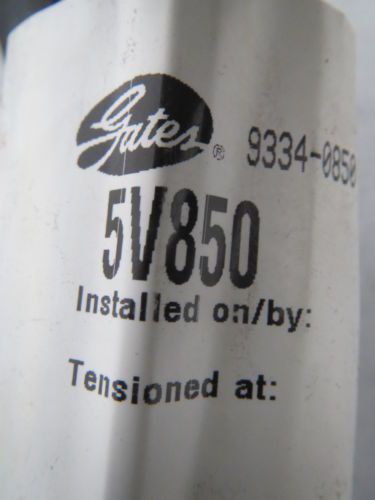 Gates® 9334-0850
5V850
Installed on/by:
Tensioned at: